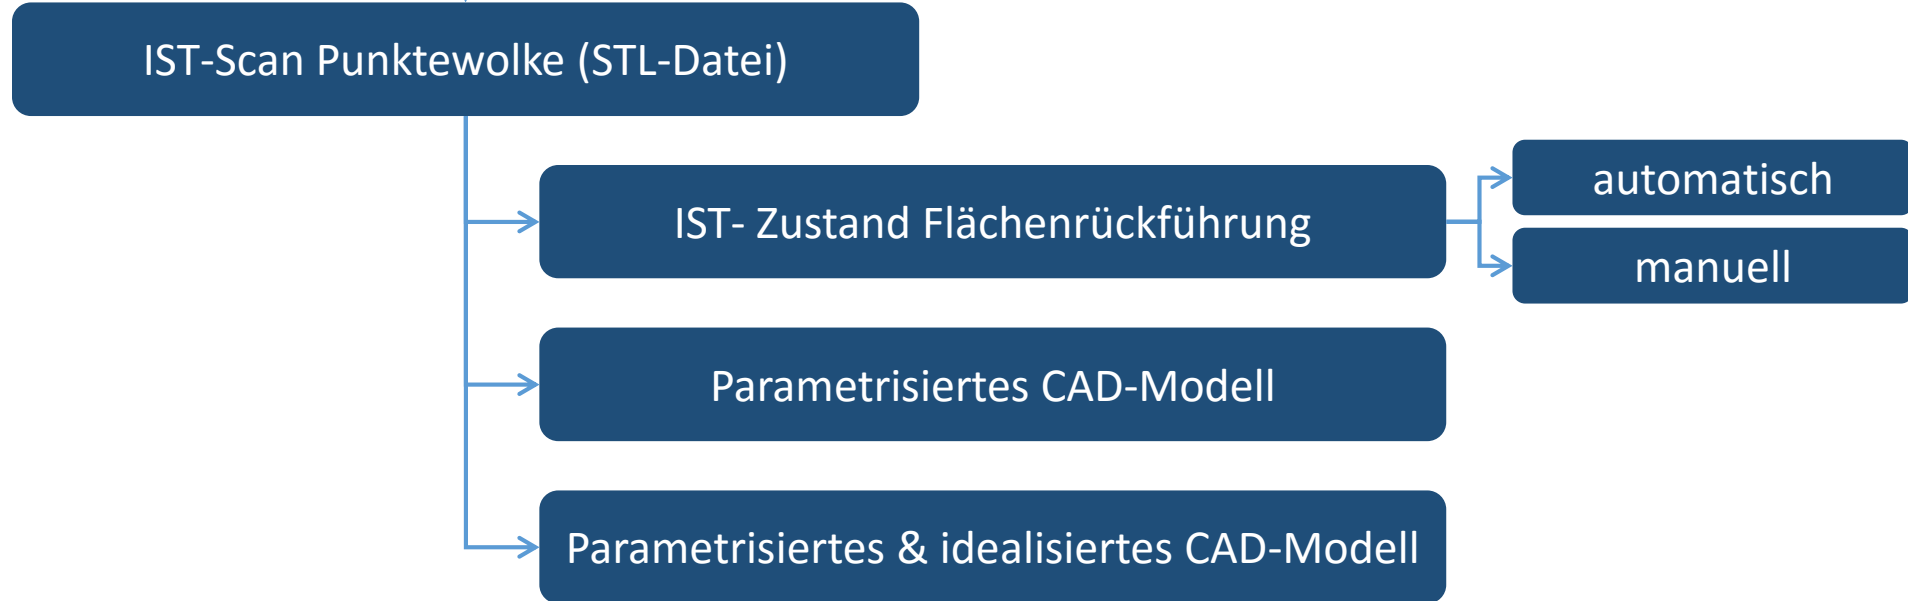 IST-Scan Punktewolke (STL-Datei)
IST- Zustand Flächenrückführung
automatisch
manuell
Parametrisiertes CAD-Modell
Parametrisiertes & idealisiertes CAD-Modell